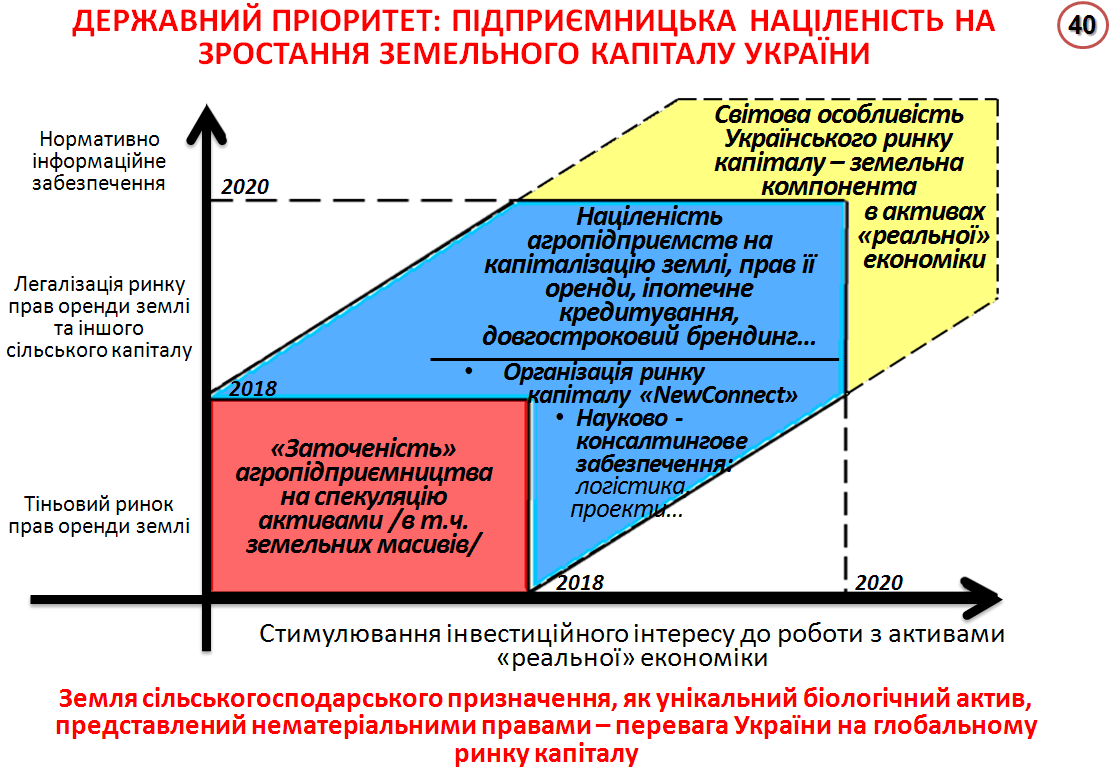 ДЕРЖАВНИЙ ПРІОРИТЕТ: ПІДПРИЄМНИЦЬКА НАЦІЛЕНІСТЬ НА
ЗРОСТАННЯ ЗЕМЕЛЬНОГО КАПІТАЛУ УКРАЇНИ
40
Нормативно
інформаційне
забезпечення
2020
Світова особливість
Українського ринку
капіталу – земельна
компонента
в активах
«реальної»
економіки
Націленість
агропідприємств на
капіталізацію землі, прав її
оренди, іпотечне
кредитування,
довгостроковий брендинг...
Легалізація ринку
прав оренди землі
та іншого
сільського капіталу
• Організація ринку
капіталу «NewConnect»
• Науково -
консалтингове
забезпечення:
логістика,
проекти...
2018
«Заточеність»
агропідприємництва
на спекуляцію
активами /в т.ч.
земельних масивів/
Тіньовий ринок
прав оренди землі
2018
2020
Стимулювання інвестиційного інтересу до роботи з активами
«реальної» економіки
Земля сільськогосподарського призначення, як унікальний біологічний актив,
представлений нематеріальними правами – перевага України на глобальному
ринку капіталу